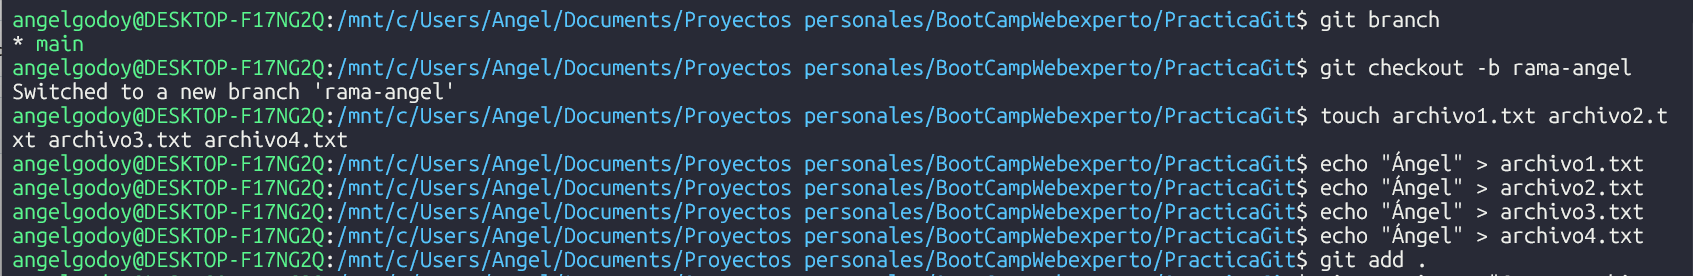 angelgodoy@DESKTOP-F17NG2Q:/mnt/c/Users/Angel/Documents/Proyectos personales/BootCampWebexperto/PracticaGit$ git branch
* main
angelgodoy@DESKTOP-F17NG2Q:/mnt/c/Users/Angel/Documents/Proyectos personales/BootCampWebexperto/PracticaGit$ git checkout -b rama-angel
Switched to a new branch 'rama-angel'
angelgodoy@DESKTOP-F17NG2Q:/mnt/c/Users/Angel/Documents/Proyectos personales/BootCampWebexperto/PracticaGit$ touch archivo1.txt archivo2.t
xt archivo3.txt archivo4.txt
angelgodoy@DESKTOP-F17NG2Q:/mnt/c/Users/Angel/Documents/Proyectos personales/BootCampWebexperto/PracticaGit$ echo "Ángel" > archivo1.txt
angelgodoy@DESKTOP-F17NG2Q:/mnt/c/Users/Angel/Documents/Proyectos personales/BootCampWebexperto/PracticaGit$ echo "Ángel" > archivo2.txt
angelgodoy@DESKTOP-F17NG2Q:/mnt/c/Users/Angel/Documents/Proyectos personales/BootCampWebexperto/PracticaGit$ echo "Ángel" > archivo3.txt
angelgodoy@DESKTOP-F17NG2Q:/mnt/c/Users/Angel/Documents/Proyectos personales/BootCampWebexperto/PracticaGit$ echo "Ángel" > archivo4.txt
angelgodoy@DESKTOP-F17NG2Q:/mnt/c/Users/Angel/Documents/Proyectos personales/BootCampWebexperto/PracticaGit$ git add .